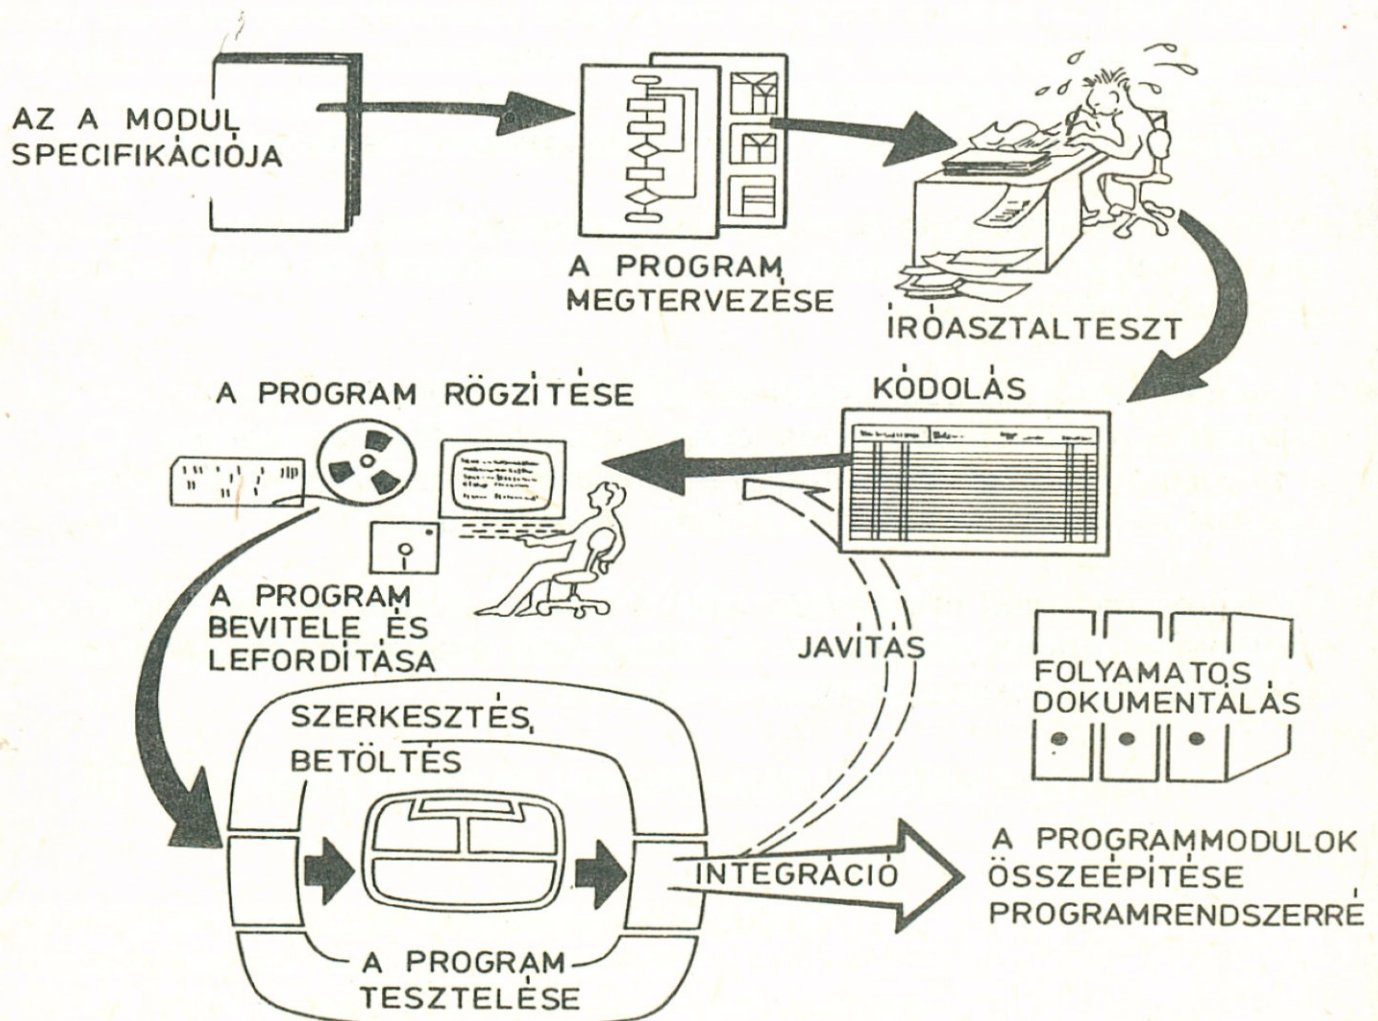 AZ A MODUL
SPECIFIKÁCIÓJA
A PROGRAM
MEGTERVEZÉSE
ÍRÓASZTALTESZT
KÓDOLÁS
A PROGRAM RÖGZÍTÉSE
A PROGRAM
BEVITELE ÉS
LEFORDÍTÁSA
JAVÍTÁS
FOLYAMATOS
DOKUMENTÁLÁS
SZERKESZTÉS,
BETÖLTÉS
INTEGRÁCIÓ
A PROGRAMMODULOK
ÖSSZEÉPÍTÉSE
PROGRAMRENDSZERRÉ
A PROGRAM
TESZTELÉSE